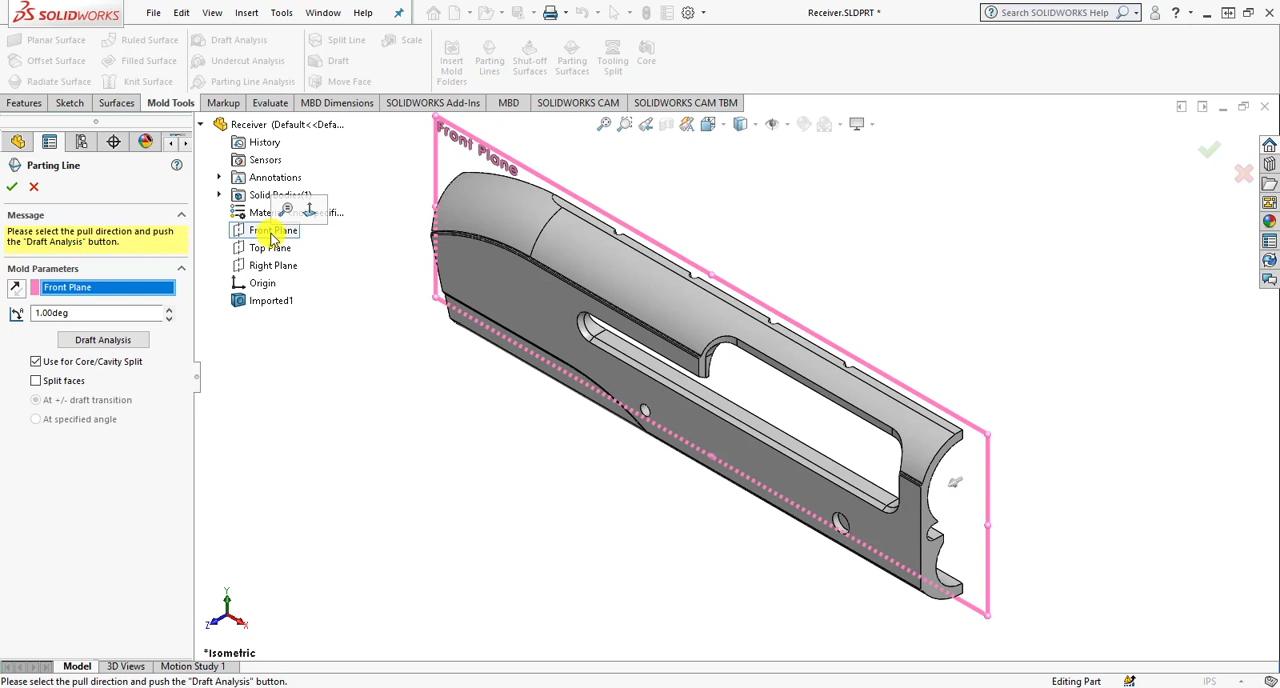 SOLIDWORKS File Edit View Insert Tools Window Help Receiver.SLDPRT * Search SOLIDWORKS Help ?
Planar Surface Ruled Surface Draft Analysis Split Line Scale
Offset Surface Filled Surface Undercut Analysis Draft
Radiate Surface Knit Surface Parting Line Analysis Move Face
Insert Mold Folders Parting Lines Shut-off Surfaces Parting Surfaces Tooling Split Core
Features Sketch Surfaces Mold Tools Markup Evaluate MBD Dimensions SOLIDWORKS Add-Ins MBD SOLIDWORKS CAM SOLIDWORKS CAM TBM
Parting Line
Message
Please select the pull direction and push
the "Draft Analysis" button.
Mold Parameters
Front Plane
1.00deg
Draft Analysis
Use for Core/Cavity Split
Split faces
At +/- draft transition
At specified angle
Receiver (Default<<Defa...
History
Sensors
Annotations
Solid Bodies(1)
Front Plane
Top Plane
Right Plane
Origin
Imported1
Front Plane
Y
Z
X
*Isometric
Model 3D Views Motion Study 1
Please select the pull direction and push the "Draft Analysis" button. Editing Part IPS